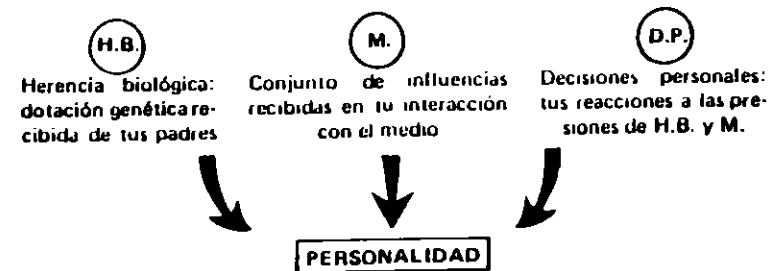 H.B.
Herencia biológica:
dotación genética re-
cibida de tus padres
M.
Conjunto de influencias
recibidas en tu interacción
con el medio
D.P.
Decisiones personales:
tus reacciones a las pre-
siones de H.B. y M.
PERSONALIDAD